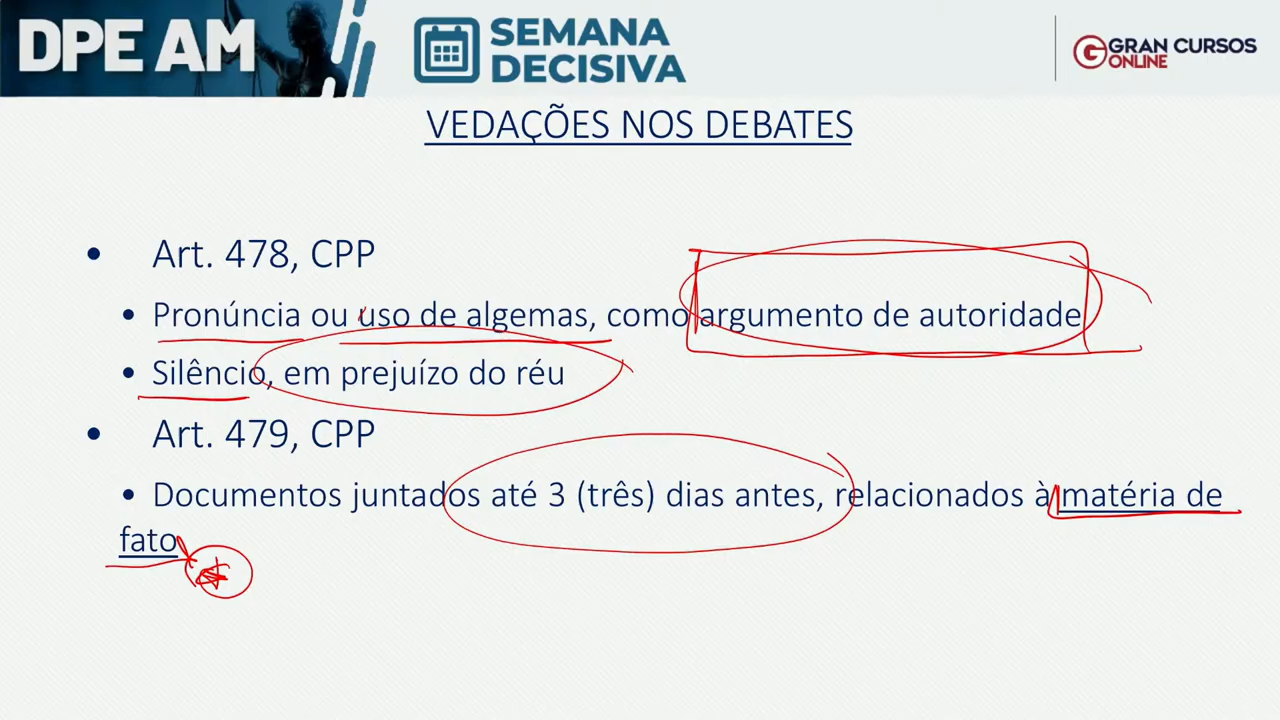 DPE AM
SEMANA
DECISIVA
GRAN CURSOS
ONLINE
VEDAÇÕES NOS DEBATES
• Art. 478, CPP
• Pronúncia ou uso de algemas, como argumento de autoridade
• Silêncio, em prejuízo do réu
• Art. 479, CPP
• Documentos juntados até 3 (três) dias antes, relacionados à matéria de
fato